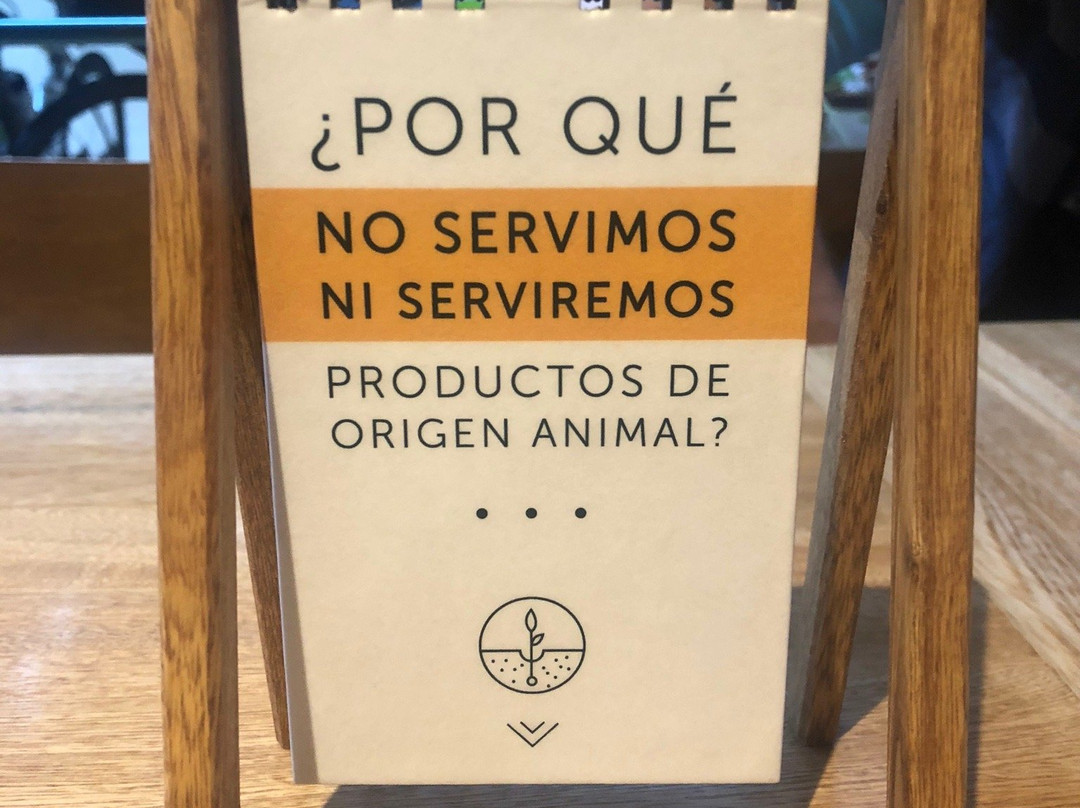 ¿POR QUÉ
NO SERVIMOS
NI SERVIREMOS
PRODUCTOS DE
ORIGEN ANIMAL?
• • •